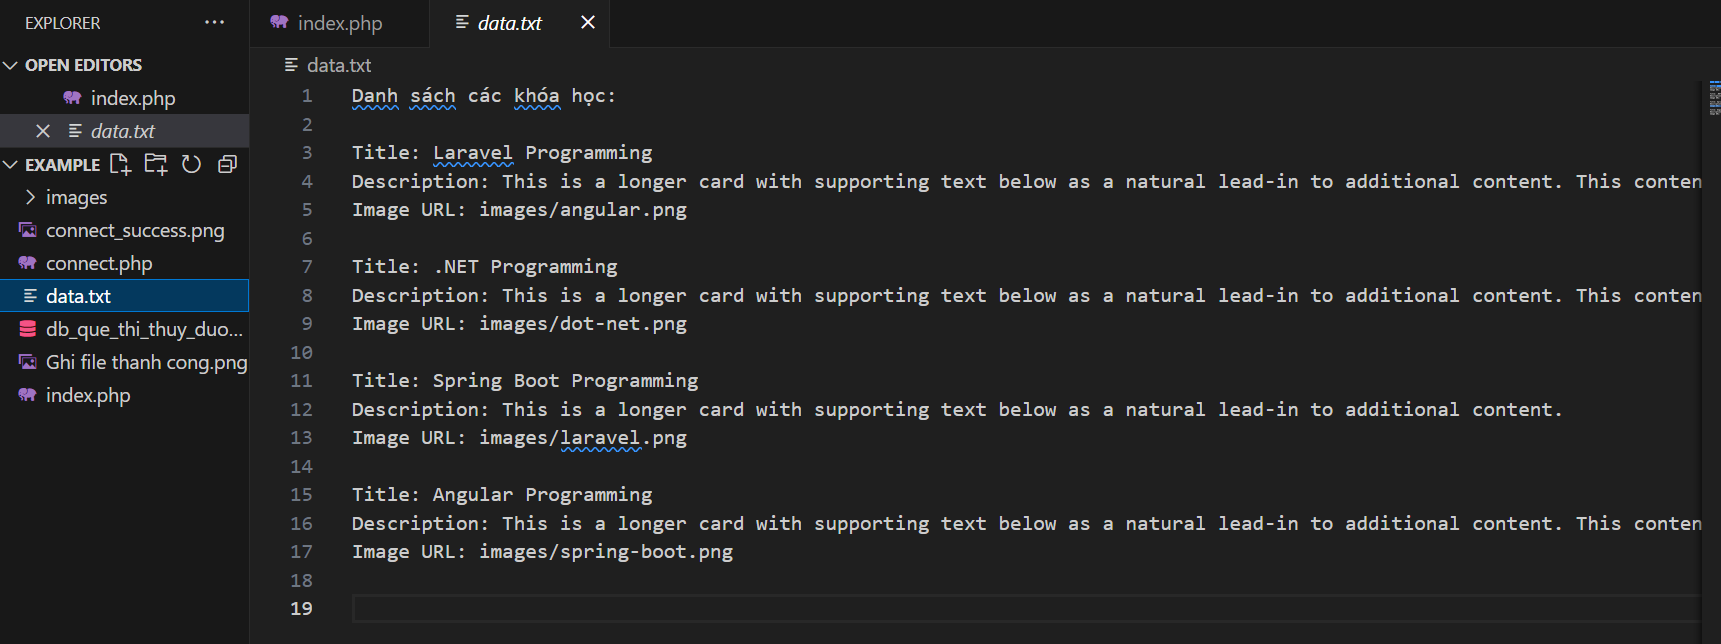 EXPLORER
OPEN EDITORS
index.php
data.txt
EXAMPLE
images
connect_success.png
connect.php
data.txt
db_que_thi_thuy_duo...
Ghi file thanh cong.png
index.php
index.php
data.txt
data.txt
1 Danh sách các khóa học:
2
3 Title: Laravel Programming
4 Description: This is a longer card with supporting text below as a natural lead-in to additional content. This conten
5 Image URL: images/angular.png
6
7 Title: .NET Programming
8 Description: This is a longer card with supporting text below as a natural lead-in to additional content. This conten
9 Image URL: images/dot-net.png
10
11 Title: Spring Boot Programming
12 Description: This is a longer card with supporting text below as a natural lead-in to additional content.
13 Image URL: images/laravel.png
14
15 Title: Angular Programming
16 Description: This is a longer card with supporting text below as a natural lead-in to additional content. This conten
17 Image URL: images/spring-boot.png
18
19